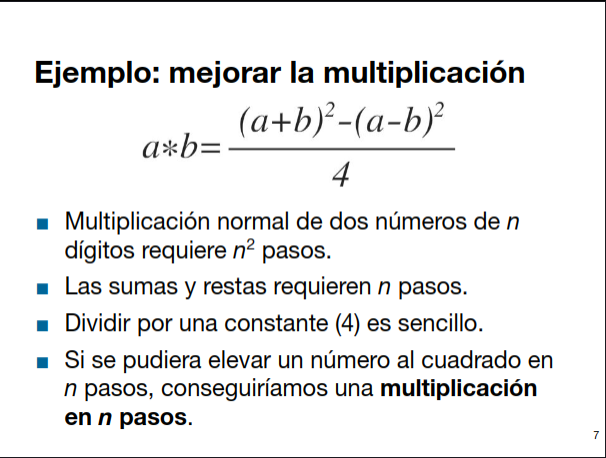 Ejemplo: mejorar la multiplicación
a*b= (a+b)²-(a-b)²
4
■ Multiplicación normal de dos números de n
dígitos requiere n² pasos.
■ Las sumas y restas requieren n pasos.
■ Dividir por una constante (4) es sencillo.
■ Si se pudiera elevar un número al cuadrado en
n pasos, conseguiríamos una multiplicación
en n pasos.
7